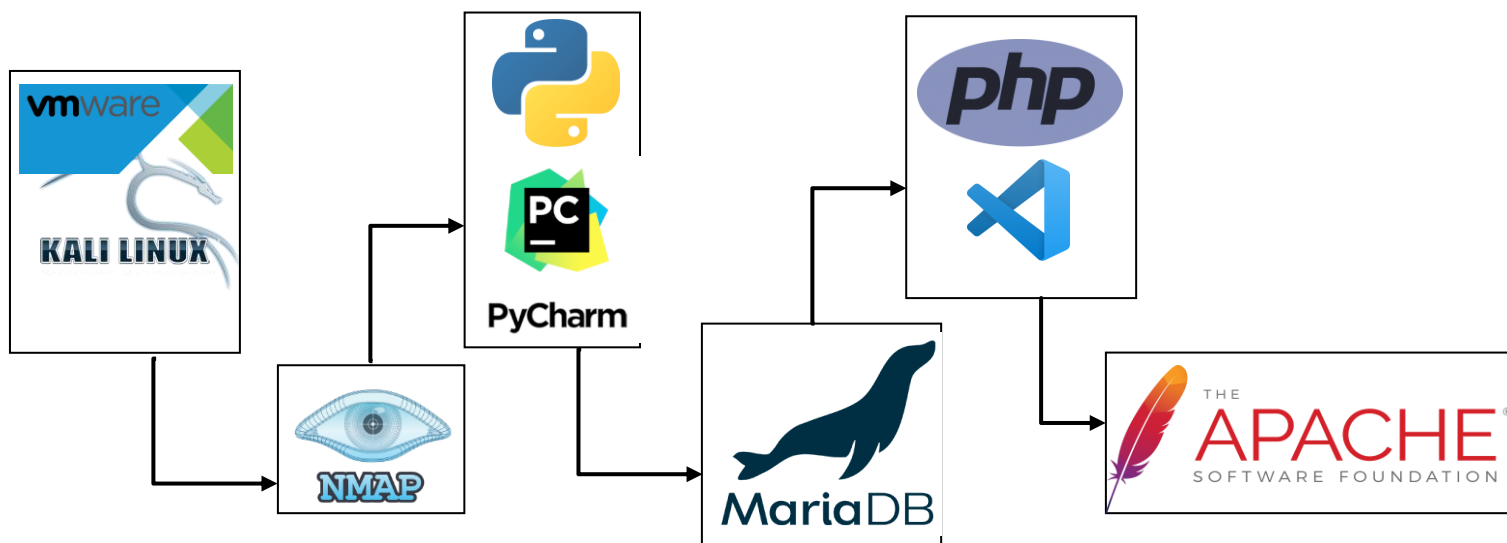 vmware
KALI LINUX
NMAP
PC
PyCharm
MariaDB
php
THE
APACHE®
SOFTWARE FOUNDATION